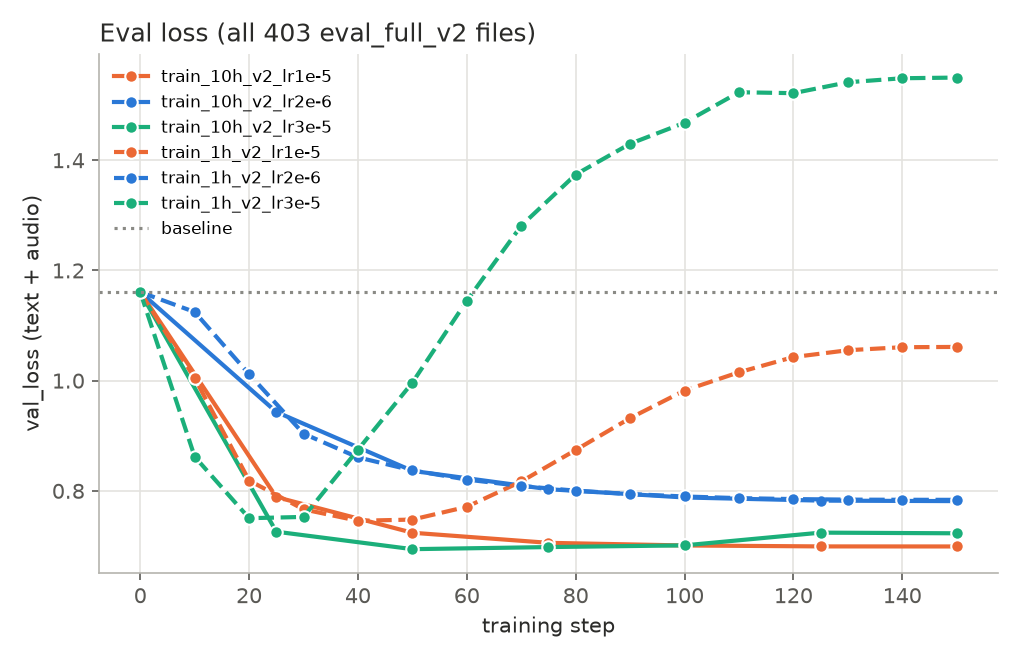 Eval loss (all 403 eval_full_v2 files)
train_10h_v2_lr1e-5
train_10h_v2_lr2e-6
train_10h_v2_lr3e-5
train_1h_v2_lr1e-5
train_1h_v2_lr2e-6
train_1h_v2_lr3e-5
baseline
val_loss (text + audio)
1.4
1.2
1.0
0.8
0 20 40 60 80 100 120 140
training step